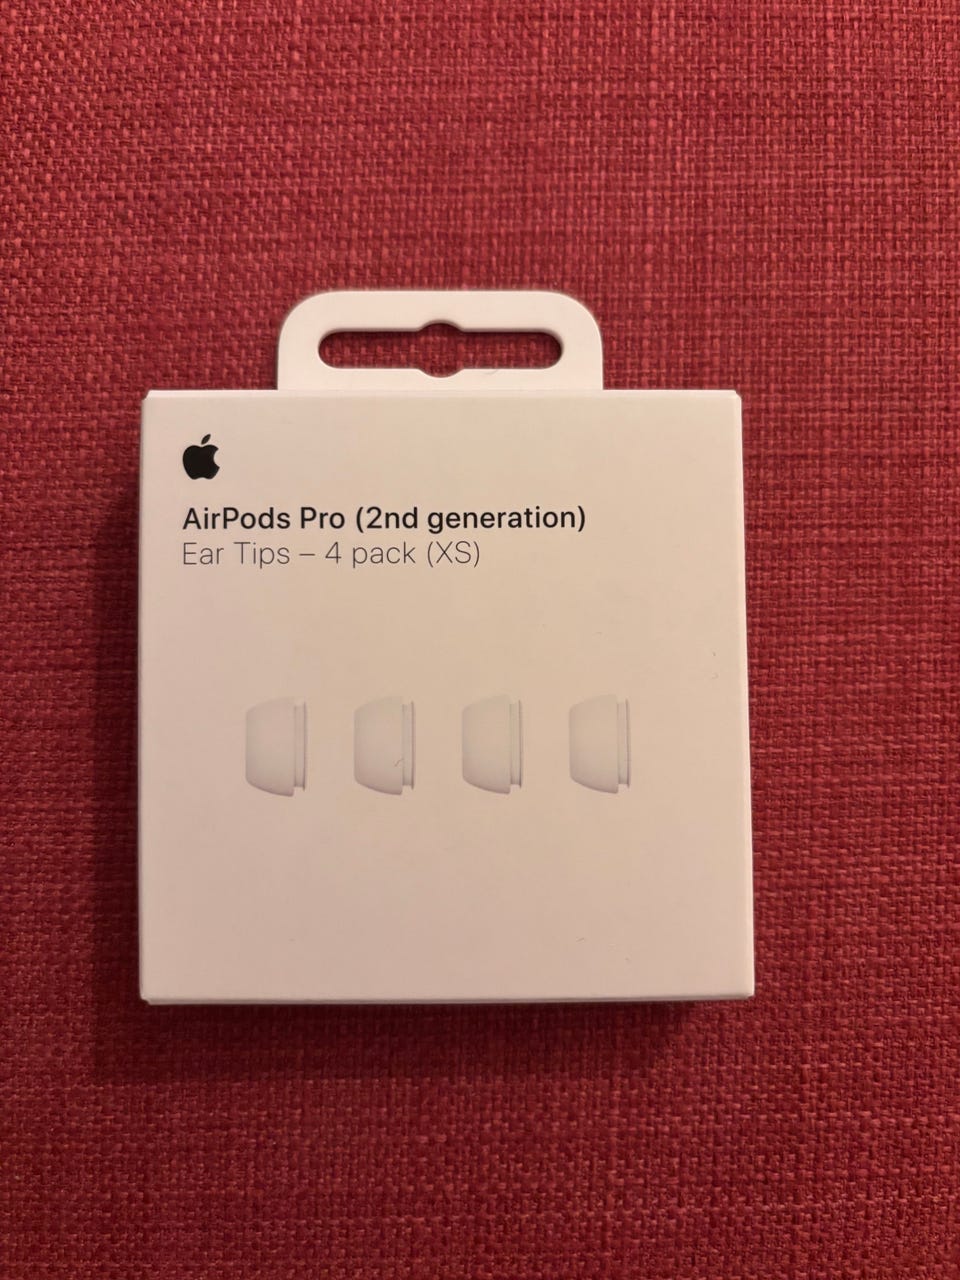 AirPods Pro (2nd generation)
Ear Tips – 4 pack (XS)